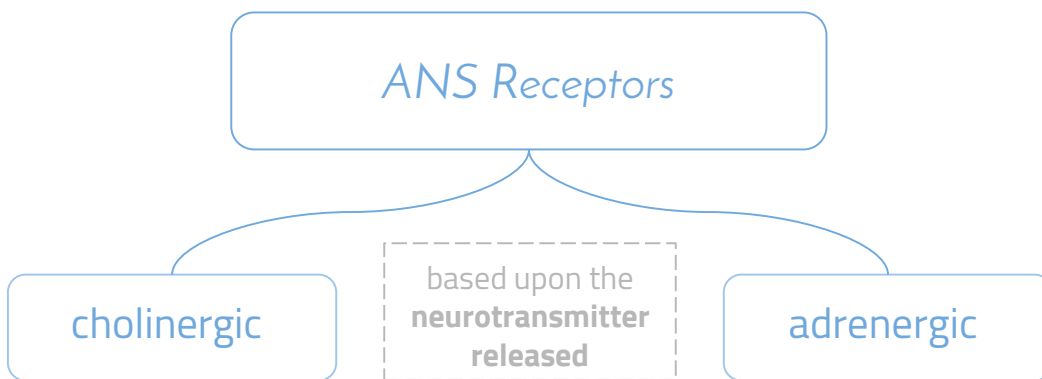 ANS Receptors
cholinergic
based upon the
neurotransmitter
released
adrenergic